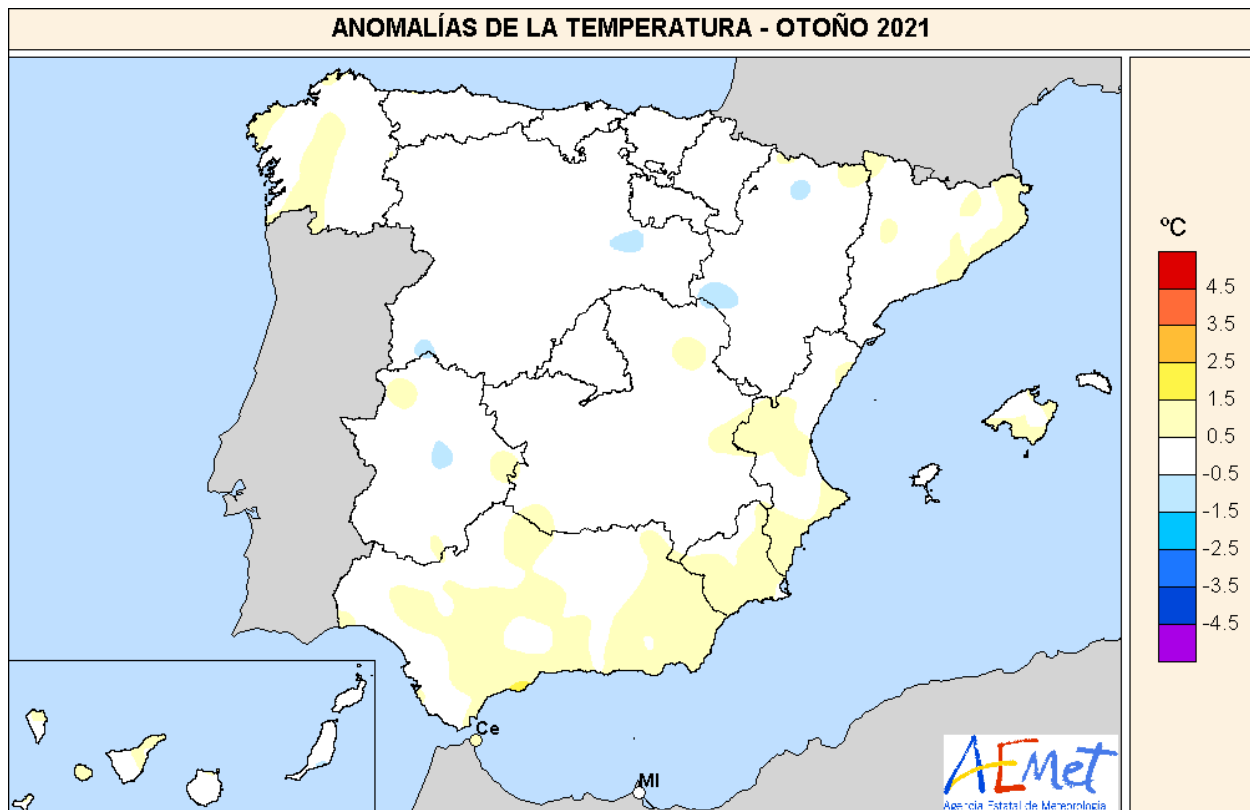 ANOMALÍAS DE LA TEMPERATURA - OTOÑO 2021
ºC
4.5
3.5
2.5
1.5
0.5
-0.5
-1.5
-2.5
-3.5
-4.5
Ce
Ml
AEMet
Agencia Estatal de Meteorología